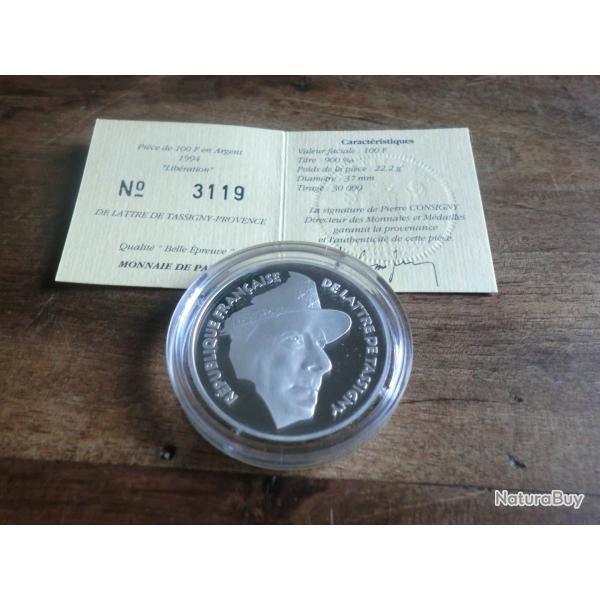 Pièce de 100 F en Argent
1994
"Libération"
No 3119
DE LATTRE DE TASSIGNY-PROVENCE
Qualité " Belle Epreuve "
MONNAIE DE PA
Caractéristiques
Valeur faciale : 100 F
Titre : 900 ‰
Poids de la pièce : 22.2 g
Diamètre : 37 mm
Tirage : 30 000
La signature de Pierre CONSIGNY
Directeur des Monnaies et Médailles
garantit la provenance
et l'authenticité de cette pièce.
RÉPUBLIQUE FRANÇAISE
DE LATTRE DE TASSIGNY
NaturaBuy